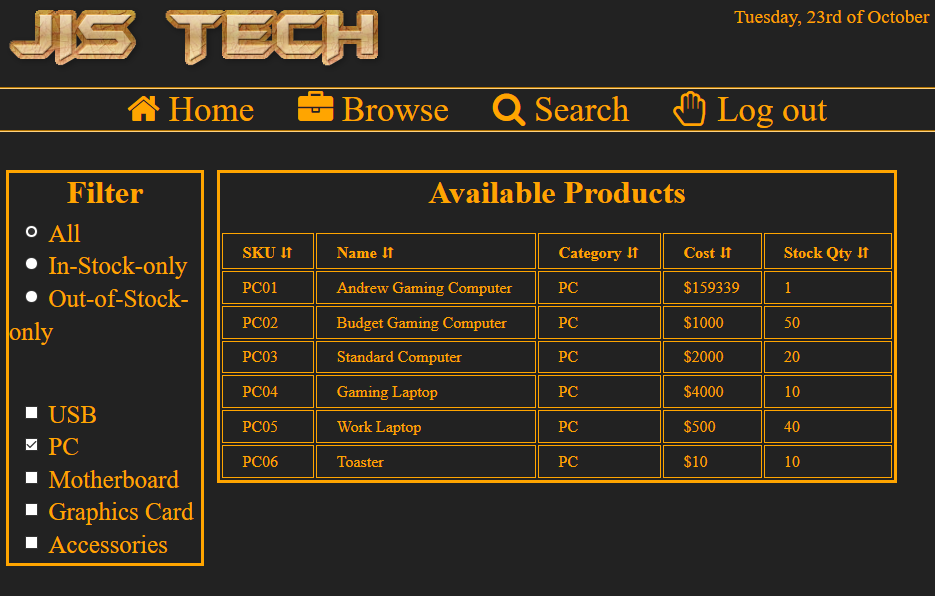 JIS TECH
Tuesday, 23rd of October
Home Browse Search Log out
Filter
All
In-Stock-only
Out-of-Stock-
only
USB
PC
Motherboard
Graphics Card
Accessories
Available Products
SKU Name Category Cost Stock Qty
PC01 Andrew Gaming Computer PC $159339 1
PC02 Budget Gaming Computer PC $1000 50
PC03 Standard Computer PC $2000 20
PC04 Gaming Laptop PC $4000 10
PC05 Work Laptop PC $500 40
PC06 Toaster PC $10 10